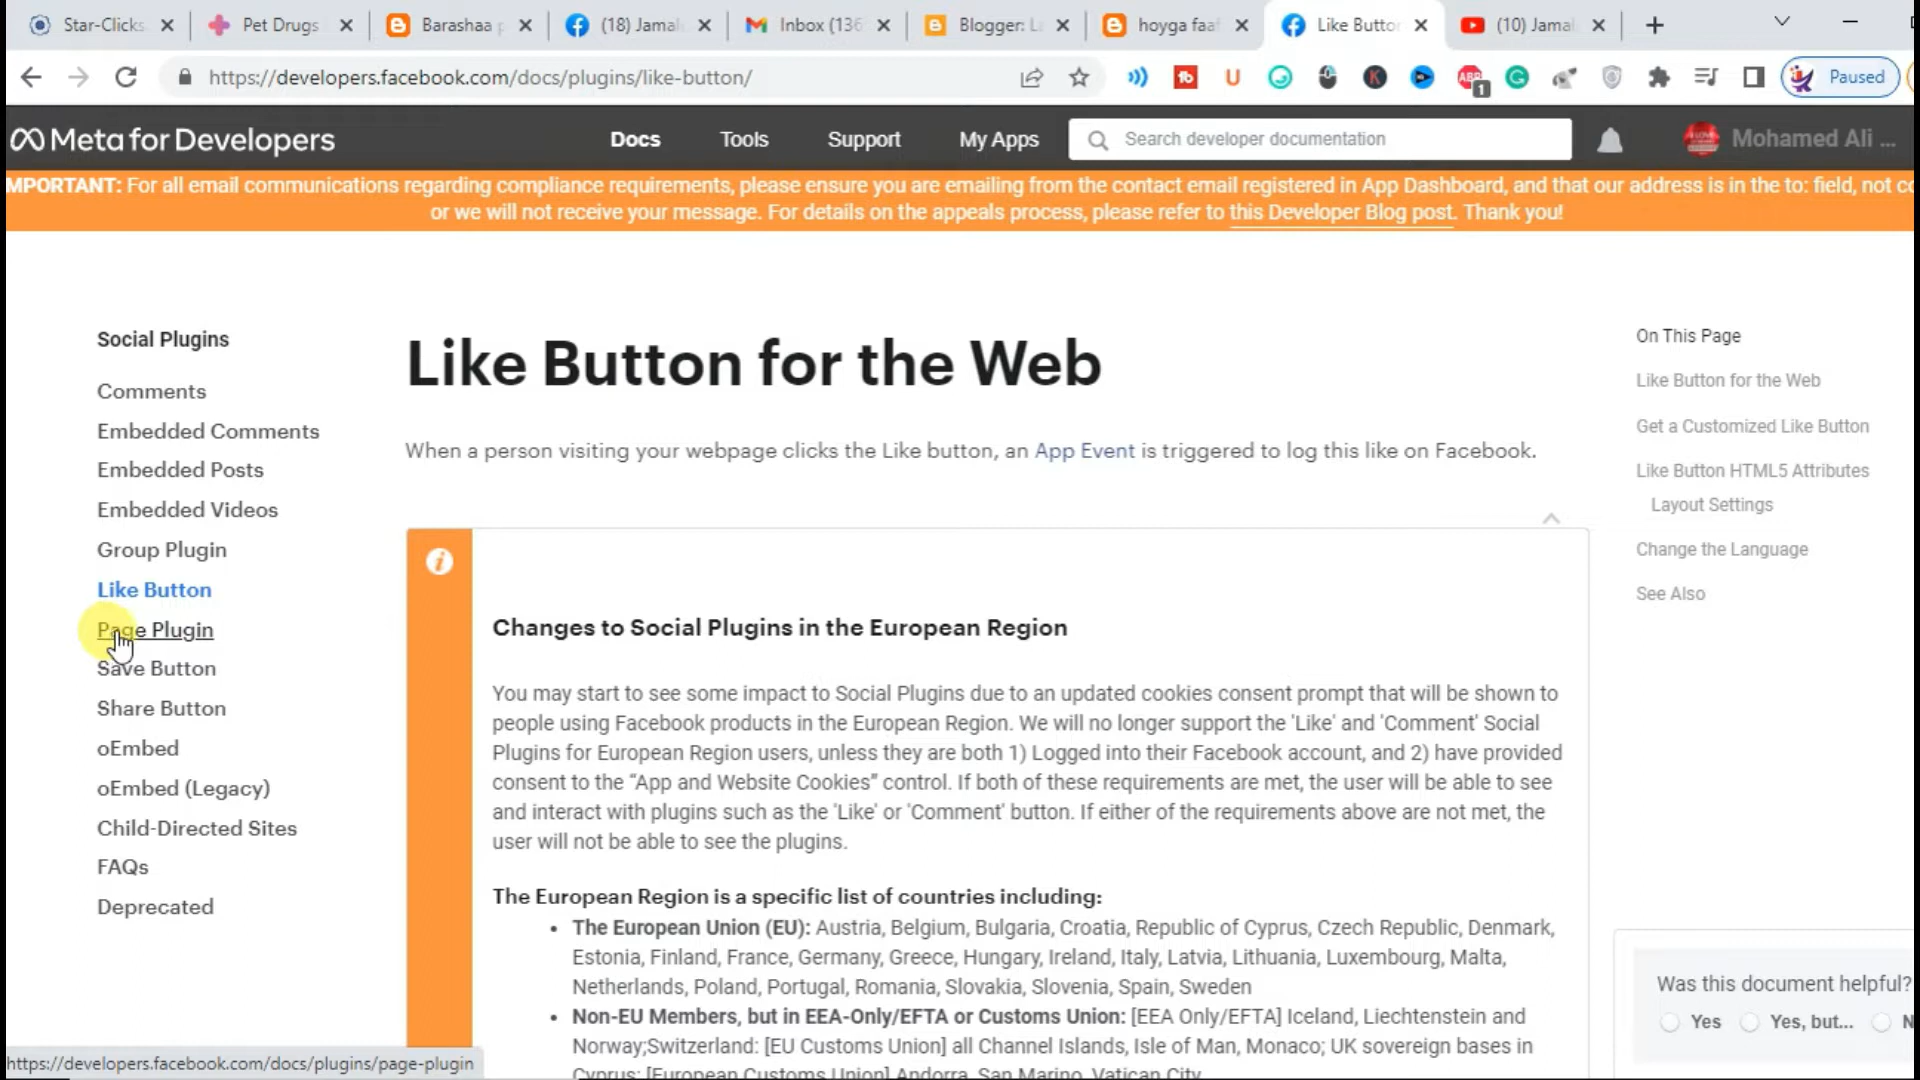 Star-Clicks
Pet Drugs
Barashaa p
(18) Jamal
Inbox (136
Blogger: L
hoyga faaf
Like Button
(10) Jamal
https://developers.facebook.com/docs/plugins/like-button/
1
Paused
Meta for Developers
Docs
Tools
Support
My Apps
Search developer documentation
Mohamed Ali ...
MPORTANT: For all email communications regarding compliance requirements, please ensure you are emailing from the contact email registered in App Dashboard, and that our address is in the to: field, not cc
or we will not receive your message. For details on the appeals process, please refer to this Developer Blog post. Thank you!
Social Plugins
Comments
Embedded Comments
Embedded Posts
Embedded Videos
Group Plugin
Like Button
Page Plugin
Save Button
Share Button
oEmbed
oEmbed (Legacy)
Child-Directed Sites
FAQs
Deprecated
Like Button for the Web
When a person visiting your webpage clicks the Like button, an App Event is triggered to log this like on Facebook.
Changes to Social Plugins in the European Region
You may start to see some impact to Social Plugins due to an updated cookies consent prompt that will be shown to
people using Facebook products in the European Region. We will no longer support the 'Like' and 'Comment' Social
Plugins for European Region users, unless they are both 1) Logged into their Facebook account, and 2) have provided
consent to the “App and Website Cookies” control. If both of these requirements are met, the user will be able to see
and interact with plugins such as the 'Like' or 'Comment' button. If either of the requirements above are not met, the
user will not be able to see the plugins.
The European Region is a specific list of countries including:
• The European Union (EU): Austria, Belgium, Bulgaria, Croatia, Republic of Cyprus, Czech Republic, Denmark,
Estonia, Finland, France, Germany, Greece, Hungary, Ireland, Italy, Latvia, Lithuania, Luxembourg, Malta,
Netherlands, Poland, Portugal, Romania, Slovakia, Slovenia, Spain, Sweden
• Non-EU Members, but in EEA-Only/EFTA or Customs Union: [EEA Only/EFTA] Iceland, Liechtenstein and
Norway;Switzerland: [EU Customs Union] all Channel Islands, Isle of Man, Monaco; UK sovereign bases in
Cyprus; [European Customs Union] Andorra, San Marino, Vatican City
On This Page
Like Button for the Web
Get a Customized Like Button
Like Button HTML5 Attributes
Layout Settings
Change the Language
See Also
Was this document helpful?
Yes
Yes, but...
N
https://developers.facebook.com/docs/plugins/page-plugin